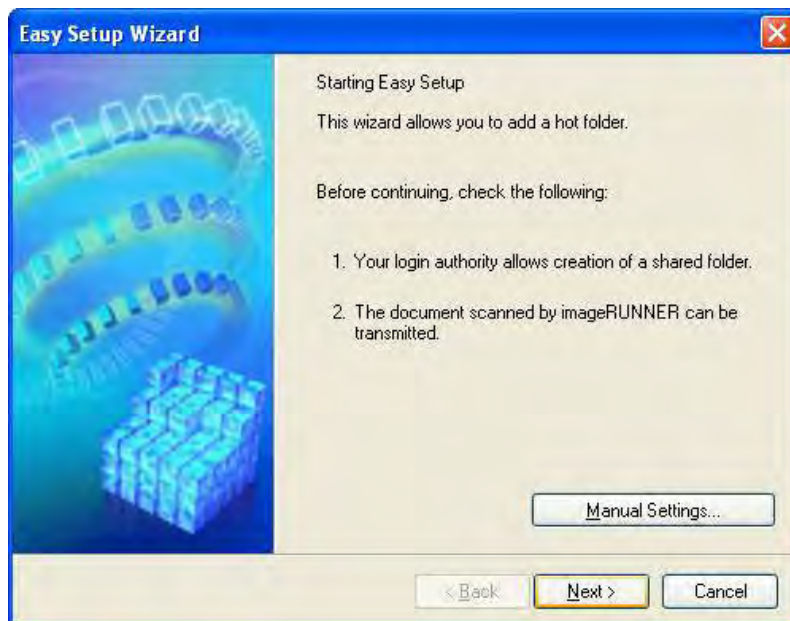 Easy Setup Wizard
Starting Easy Setup
This wizard allows you to add a hot folder.
Before continuing, check the following:
1. Your login authority allows creation of a shared folder.
2. The document scanned by imageRUNNER can be
transmitted.
Manual Settings...
< Back
Next >
Cancel